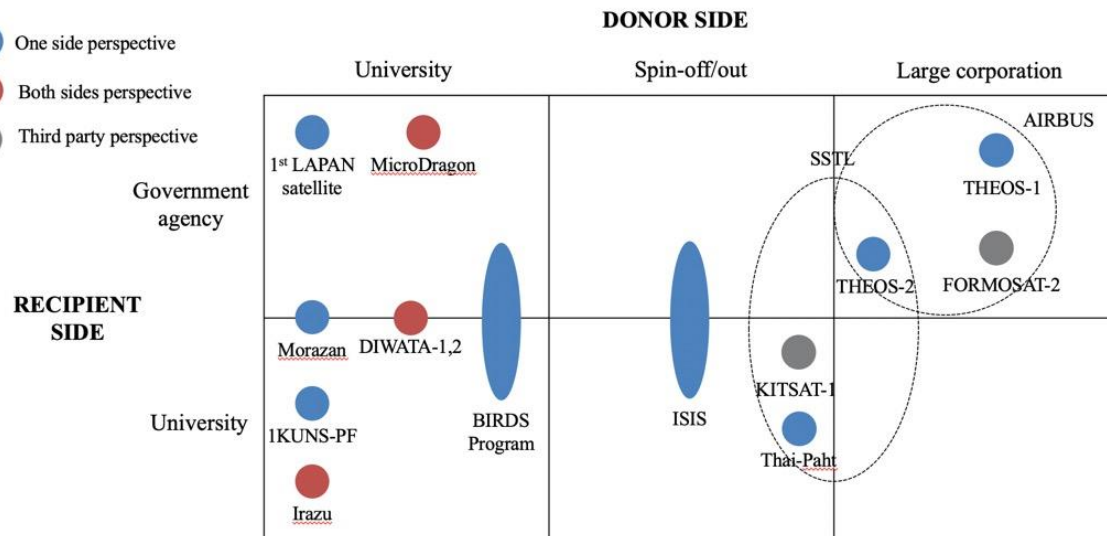 DONOR SIDE
One side perspective
Both sides perspective
Third party perspective
University
Spin-off/out
Large corporation
RECIPIENT
SIDE
Government
agency
University
1st LAPAN
satellite
MicroDragon
Morazan
DIWATA-1,2
1KUNS-PF
Irazu
BIRDS
Program
ISIS
SSTL
AIRBUS
THEOS-1
THEOS-2
FORMOSAT-2
KITSAT-1
Thai-Paht